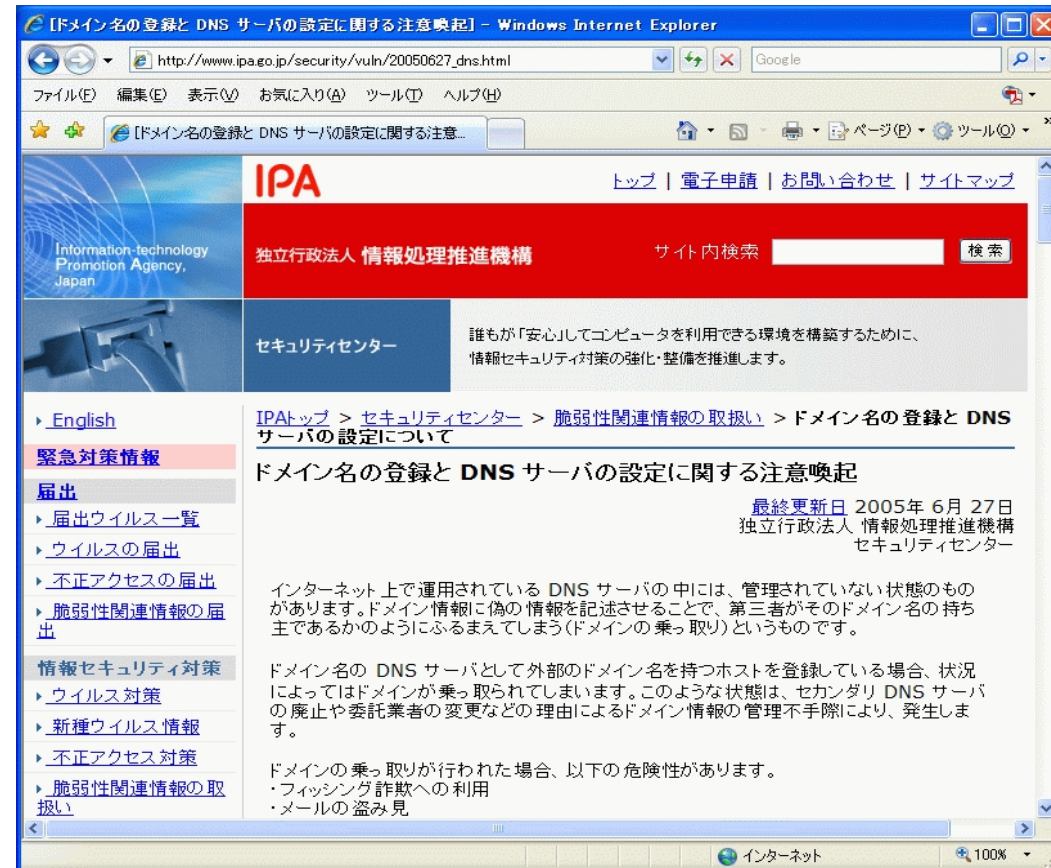 [ドメイン名の登録と DNS サーバの設定に関する注意喚起] - Windows Internet Explorer
http://www.ipa.go.jp/security/vuln/20050627_dns.html
Google
ファイル(F) 編集(E) 表示(V) お気に入り(A) ツール(T) ヘルプ(H)
[ドメイン名の登録と DNS サーバの設定に関する注意...
ページ(P) ツール(O)
IPA
トップ | 電子申請 | お問い合わせ | サイトマップ
Information-technology
Promotion Agency,
Japan
独立行政法人 情報処理推進機構
サイト内検索 検索
セキュリティセンター
誰もが「安心」してコンピュータを利用できる環境を構築するために、
情報セキュリティ対策の強化・整備を推進します。
English
緊急対策情報
届出
届出ウイルス一覧
ウイルスの届出
不正アクセスの届出
脆弱性関連情報の届
出
情報セキュリティ対策
ウイルス対策
新種ウイルス情報
不正アクセス対策
脆弱性関連情報の取
扱い
IPAトップ > セキュリティセンター > 脆弱性関連情報の取扱い > ドメイン名の登録と DNS
サーバの設定について
ドメイン名の登録と DNS サーバの設定に関する注意喚起
最終更新日 2005年 6月 27日
独立行政法人 情報処理推進機構
セキュリティセンター
インターネット上で運用されている DNS サーバの中には、管理されていない状態のもの
があります。ドメイン情報に偽の情報を記述させることで、第三者がそのドメイン名の持ち
主であるかのようにふるまえてしまう(ドメインの乗っ取り)というものです。
ドメイン名の DNS サーバとして外部のドメイン名を持つホストを登録している場合、状況
によってはドメインが乗っ取られてしまいます。このような状態は、セカンダリ DNS サーバ
の廃止や委託業者の変更などの理由によるドメイン情報の管理不手際により、発生しま
す。
ドメインの乗っ取りが行われた場合、以下の危険性があります。
・フィッシング詐欺への利用
・メールの盗み見
インターネット
100%